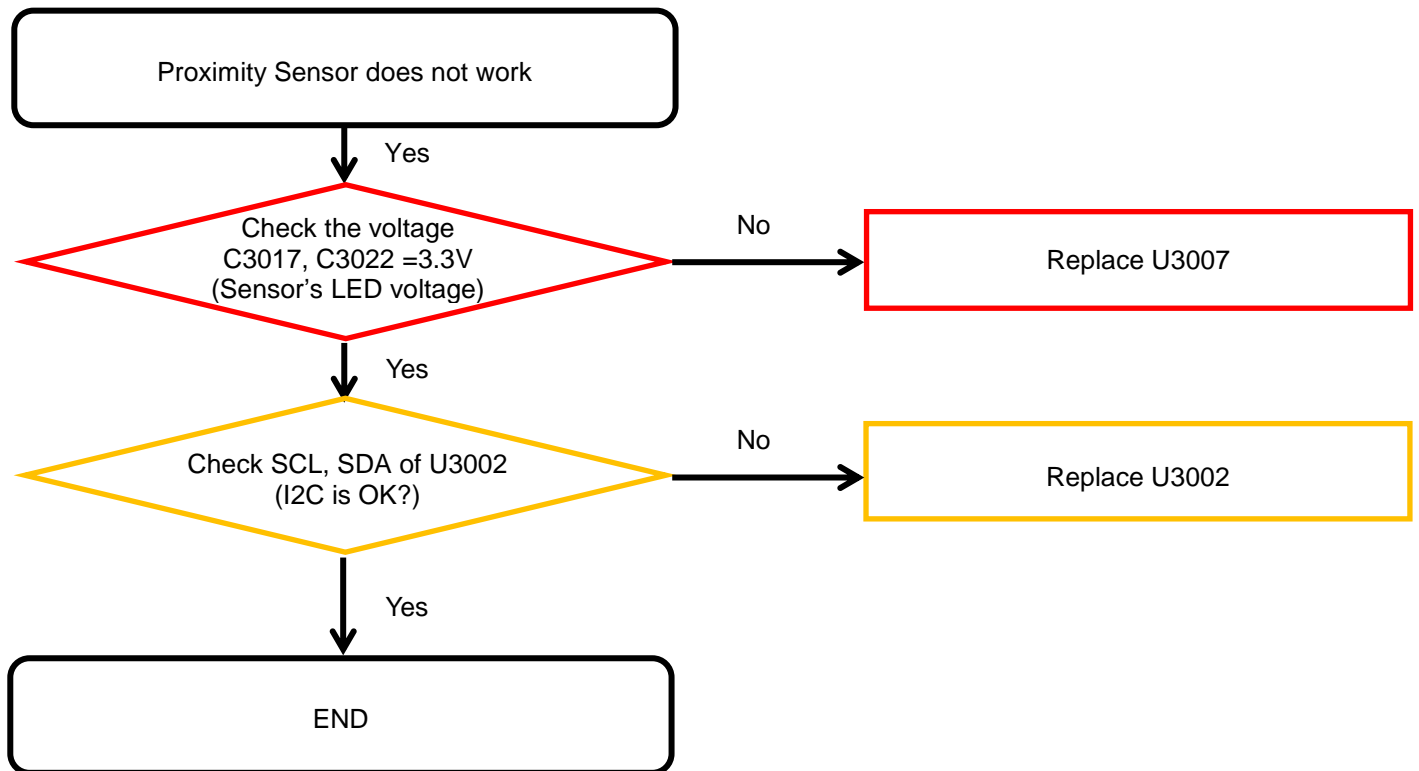 Proximity Sensor does not work
Yes
Check the voltage
C3017, C3022 =3.3V
(Sensor’s LED voltage)
No
Replace U3007
Yes
Check SCL, SDA of U3002
(I2C is OK?)
No
Replace U3002
Yes
END